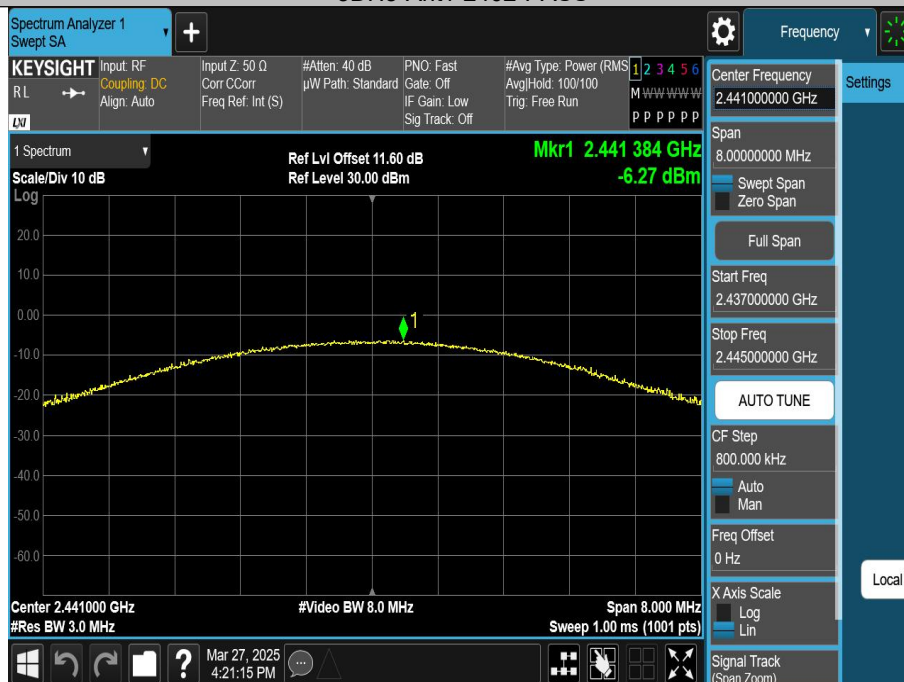 Spectrum Analyzer 1
Swept SA
Frequency
KEYSIGHT
R L
LXI
Input: RF
Coupling: DC
Align: Auto
Input Z: 50 Ω
Corr CCorr
Freq Ref: Int (S)
#Atten: 40 dB
µW Path: Standard
PNO: Fast
Gate: Off
IF Gain: Low
Sig Track: Off
#Avg Type: Power (RMS
Avg|Hold: 100/100
Trig: Free Run
1 2 3 4 5 6
M W W W W W
P P P P P P
1 Spectrum
Scale/Div 10 dB
Ref Lvl Offset 11.60 dB
Ref Level 30.00 dBm
Mkr1 2.441 384 GHz
-6.27 dBm
Log
20.0
10.0
0.00
-10.0
-20.0
-30.0
-40.0
-50.0
-60.0
1
Center 2.441000 GHz
#Res BW 3.0 MHz
#Video BW 8.0 MHz
Span 8.000 MHz
Sweep 1.00 ms (1001 pts)
Center Frequency
2.441000000 GHz
Span
8.00000000 MHz
Swept Span
Zero Span
Full Span
Start Freq
2.437000000 GHz
Stop Freq
2.445000000 GHz
AUTO TUNE
CF Step
800.000 kHz
Auto
Man
Freq Offset
0 Hz
X Axis Scale
Log
Lin
Signal Track
(Span Zoom)
Settings
Local
?
Mar 27, 2025
4:21:15 PM